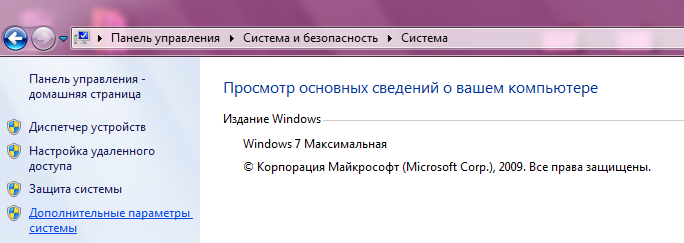 Панель управления
Система и безопасность
Система
Панель управления -
домашняя страница
Диспетчер устройств
Настройка удаленного
доступа
Защита системы
Дополнительные параметры
системы
Просмотр основных сведений о вашем компьютере
Издание Windows
Windows 7 Максимальная
© Корпорация Майкрософт (Microsoft Corp.), 2009. Все права защищены.